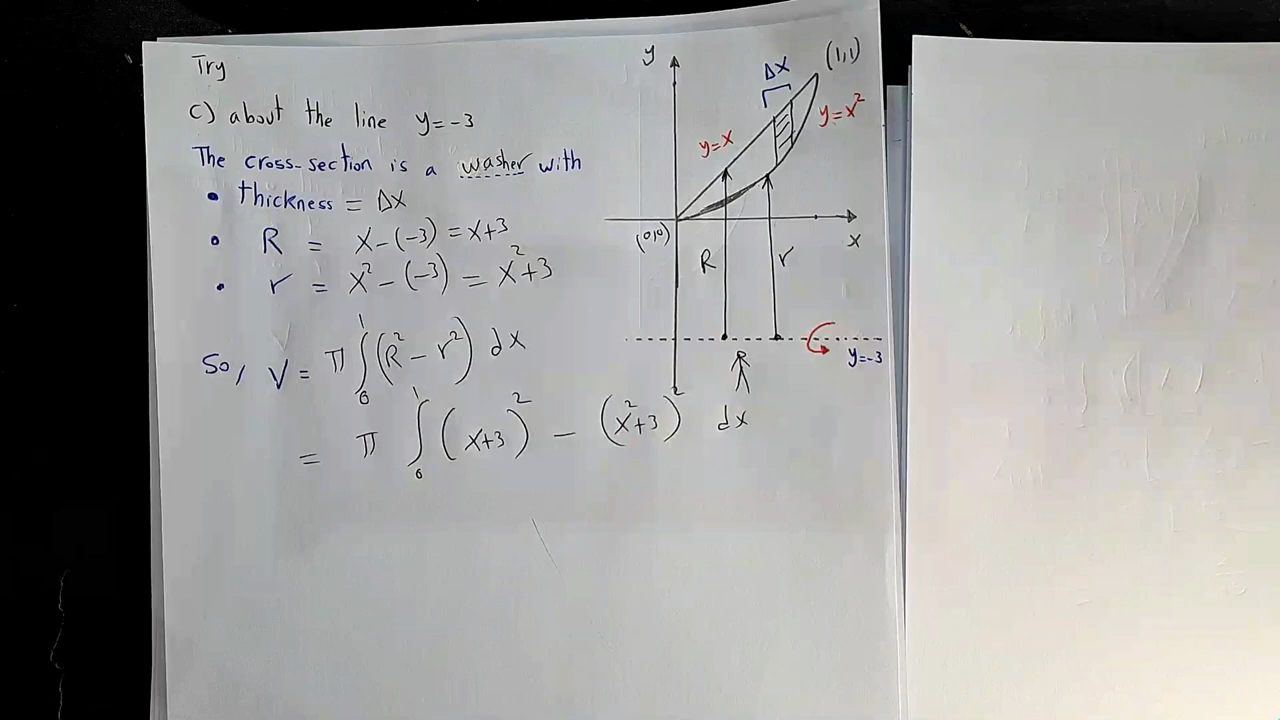 Try
c) about the line y=-3
The cross-section is a washer with
• thickness = Δx
• R = x-(-3) = x+3
• r = x²-(-3) = x²+3
So, V = π ∫₀¹ (R² - r²) dx
= π ∫₀¹ (x+3)² - (x²+3)² dx
y
Δx
(1,1)
y=x
y=x²
(0,0)
x
R
r
y=-3